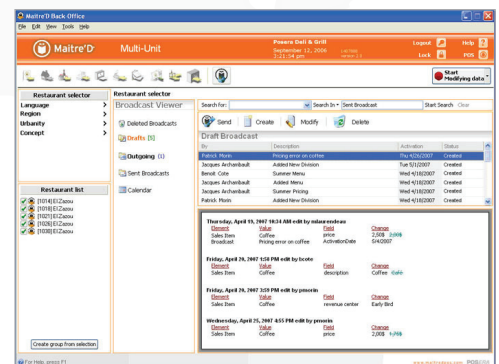 Maitre'D Back-Office
File Edit View Tools Help
Maitre'D
Multi-Unit
Posera Deli & Grill
September 12, 2006
3:21:54 pm
Logout
Help
Lock
POS
Start
Modifying data
Restaurant selector
Language
Region
Urbanity
Concept
Restaurant list
[1014] El Zazou
[1018] El Zazou
[1021] El Zazou
[1026] El Zazou
[1030] El Zazou
Create group from selection
Restaurant selector
Broadcast Viewer
Deleted Broadcasts
Drafts [5]
Outgoing (1)
Sent Broadcasts
Calendar
Search for: Search In Sent Broadcast Start Search Clear
Send Create Modify Delete
Draft Broadcast
By Description Activation Status
Patrick Morin Pricing error on coffee Thu 4/26/2007 Created
Jacques Archambault Added New Division Tue 5/1/2007 Created
Benoit Cote Summer Menu Wed 4/18/2007 Created
Jacques Archambault Added Menu Wed 4/18/2007 Created
Jacques Archambault Summer Pricing Wed 4/18/2007 Created
Patrick Morin Added New Division Wed 4/18/2007 Created
Thursday, April 19, 2007 10:34 AM edit by mlaurendeau
Element Value Field Change
Sales Item Coffee price 2,50$ 2,00$
Broadcast Pricing error on coffee ActivationDate 5/4/2007
Friday, April 20, 2007 1:50 PM edit by bcote
Element Value Field Change
Sales Item Coffee description Coffee Café
Friday, April 20, 2007 3:59 PM edit by pmorin
Element Value Field Change
Sales Item Coffee revenue center Early Bird
Wednesday, April 25, 2007 4:55 PM edit by pmorin
Element Value Field Change
Sales Item Coffee price 2,00$ 1,76$
For Help, press F1